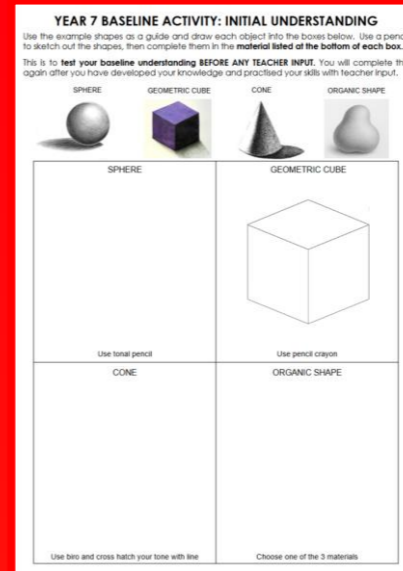 YEAR 7 BASELINE ACTIVITY: INITIAL UNDERSTANDING
Use the example shapes as a guide and draw each object into the boxes below. Use a penc
to sketch out the shapes, then complete them in the material listed at the bottom of each box.
This is to test your baseline understanding BEFORE ANY TEACHER INPUT. You will complete th
again after you have developed your knowledge and practised your skills with teacher input.
SPHERE GEOMETRIC CUBE CONE ORGANIC SHAPE
SPHERE GEOMETRIC CUBE
Use tonal pencil Use pencil crayon
CONE ORGANIC SHAPE
Use biro and cross hatch your tone with line Choose one of the 3 materials